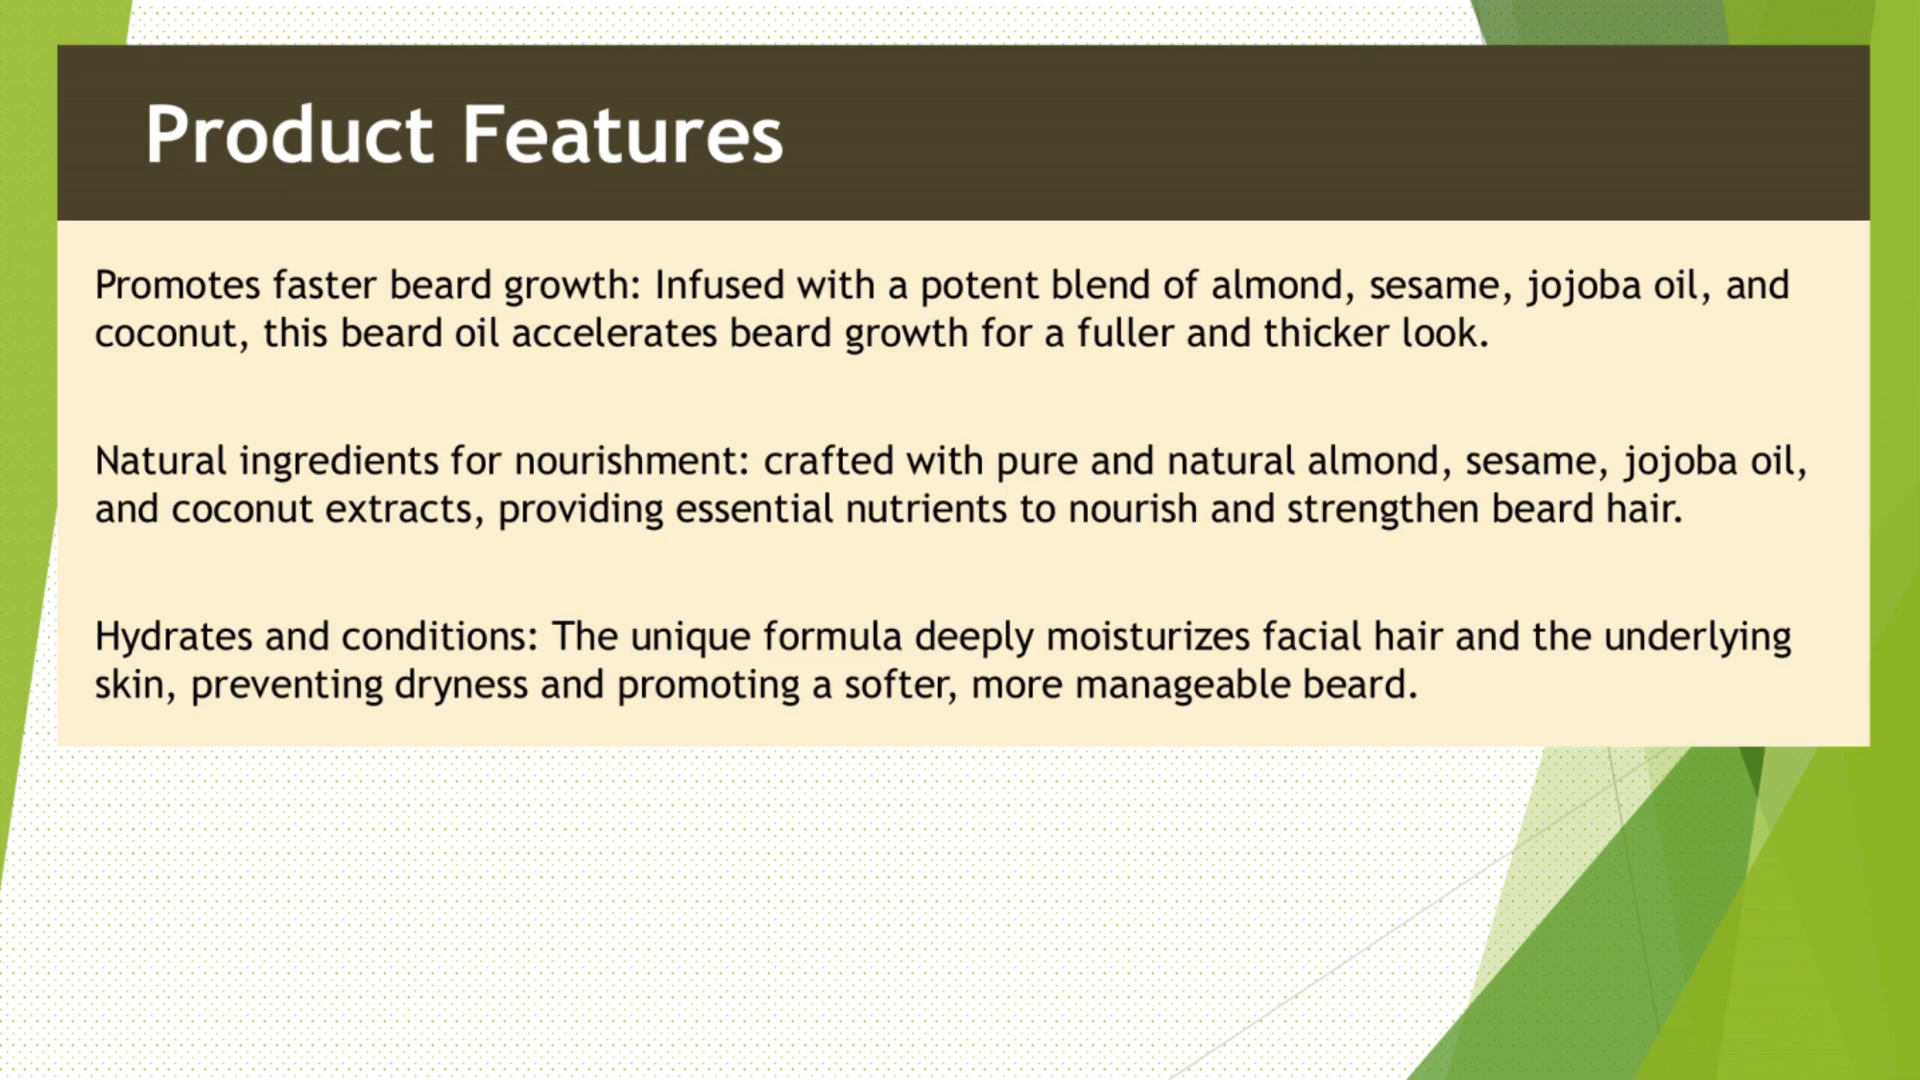 Product Features
Promotes faster beard growth: Infused with a potent blend of almond, sesame, jojoba oil, and
coconut, this beard oil accelerates beard growth for a fuller and thicker look.
Natural ingredients for nourishment: crafted with pure and natural almond, sesame, jojoba oil,
and coconut extracts, providing essential nutrients to nourish and strengthen beard hair.
Hydrates and conditions: The unique formula deeply moisturizes facial hair and the underlying
skin, preventing dryness and promoting a softer, more manageable beard.